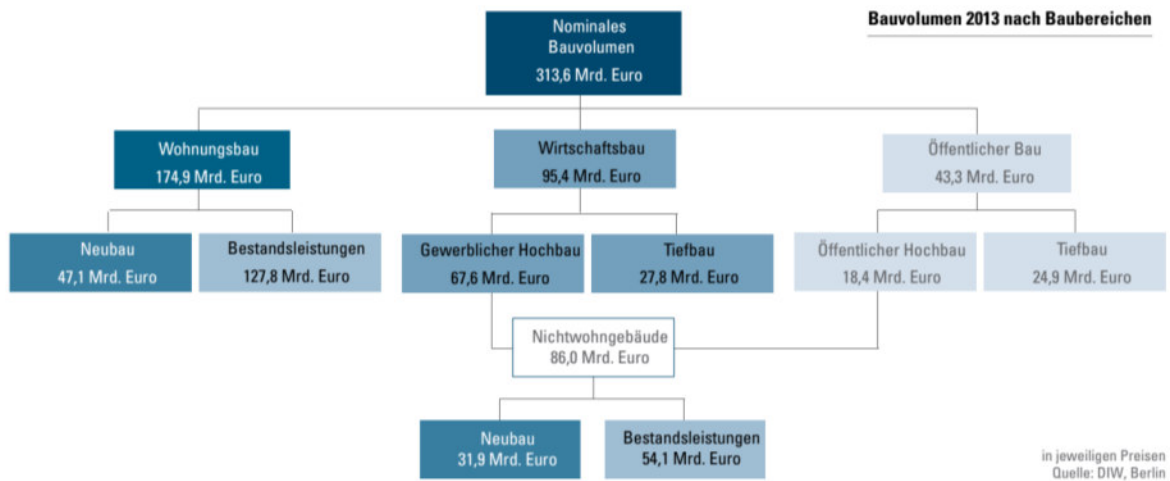 Bauvolumen 2013 nach Baubereichen
Nominales
Bauvolumen
313,6 Mrd. Euro
Wohnungsbau
174,9 Mrd. Euro
Wirtschaftsbau
95,4 Mrd. Euro
Öffentlicher Bau
43,3 Mrd. Euro
Neubau
47,1 Mrd. Euro
Bestandsleistungen
127,8 Mrd. Euro
Gewerblicher Hochbau
67,6 Mrd. Euro
Tiefbau
27,8 Mrd. Euro
Öffentlicher Hochbau
18,4 Mrd. Euro
Tiefbau
24,9 Mrd. Euro
Nichtwohngebäude
86,0 Mrd. Euro
Neubau
31,9 Mrd. Euro
Bestandsleistungen
54,1 Mrd. Euro
in jeweiligen Preisen
Quelle: DIW, Berlin